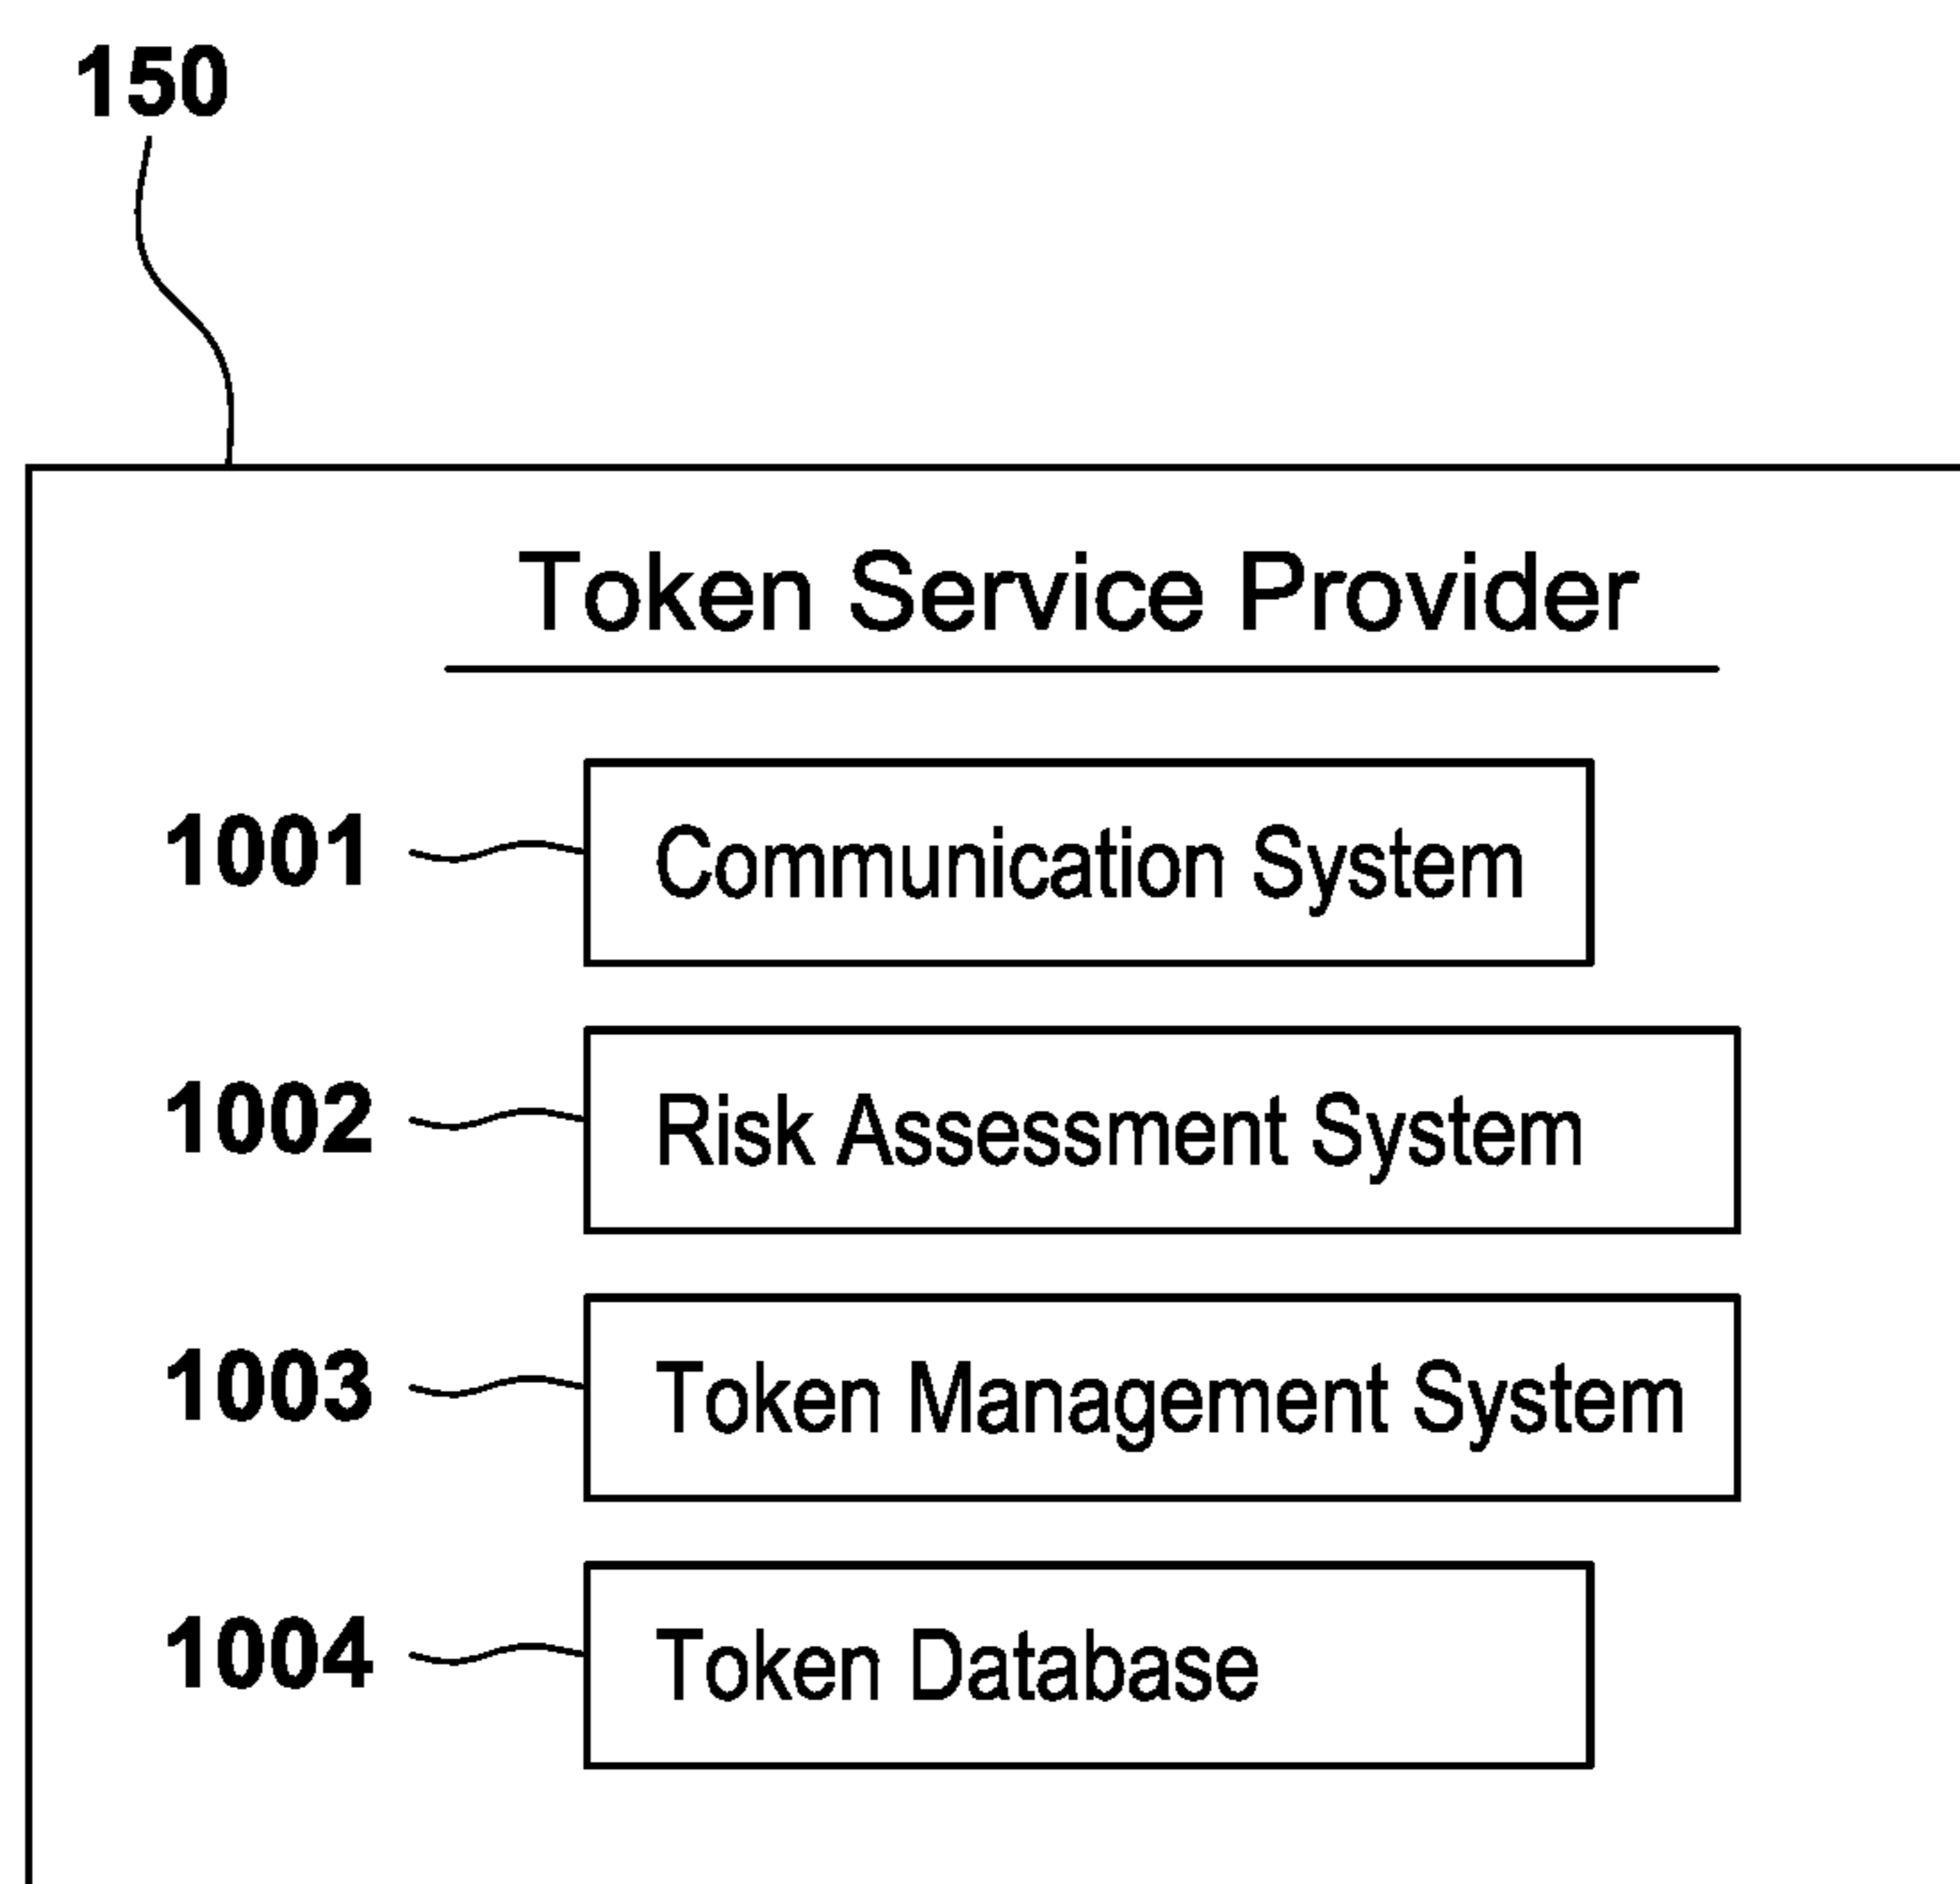 150
Token Service Provider
1001 Communication System
1002 Risk Assessment System
1003 Token Management System
1004 Token Database